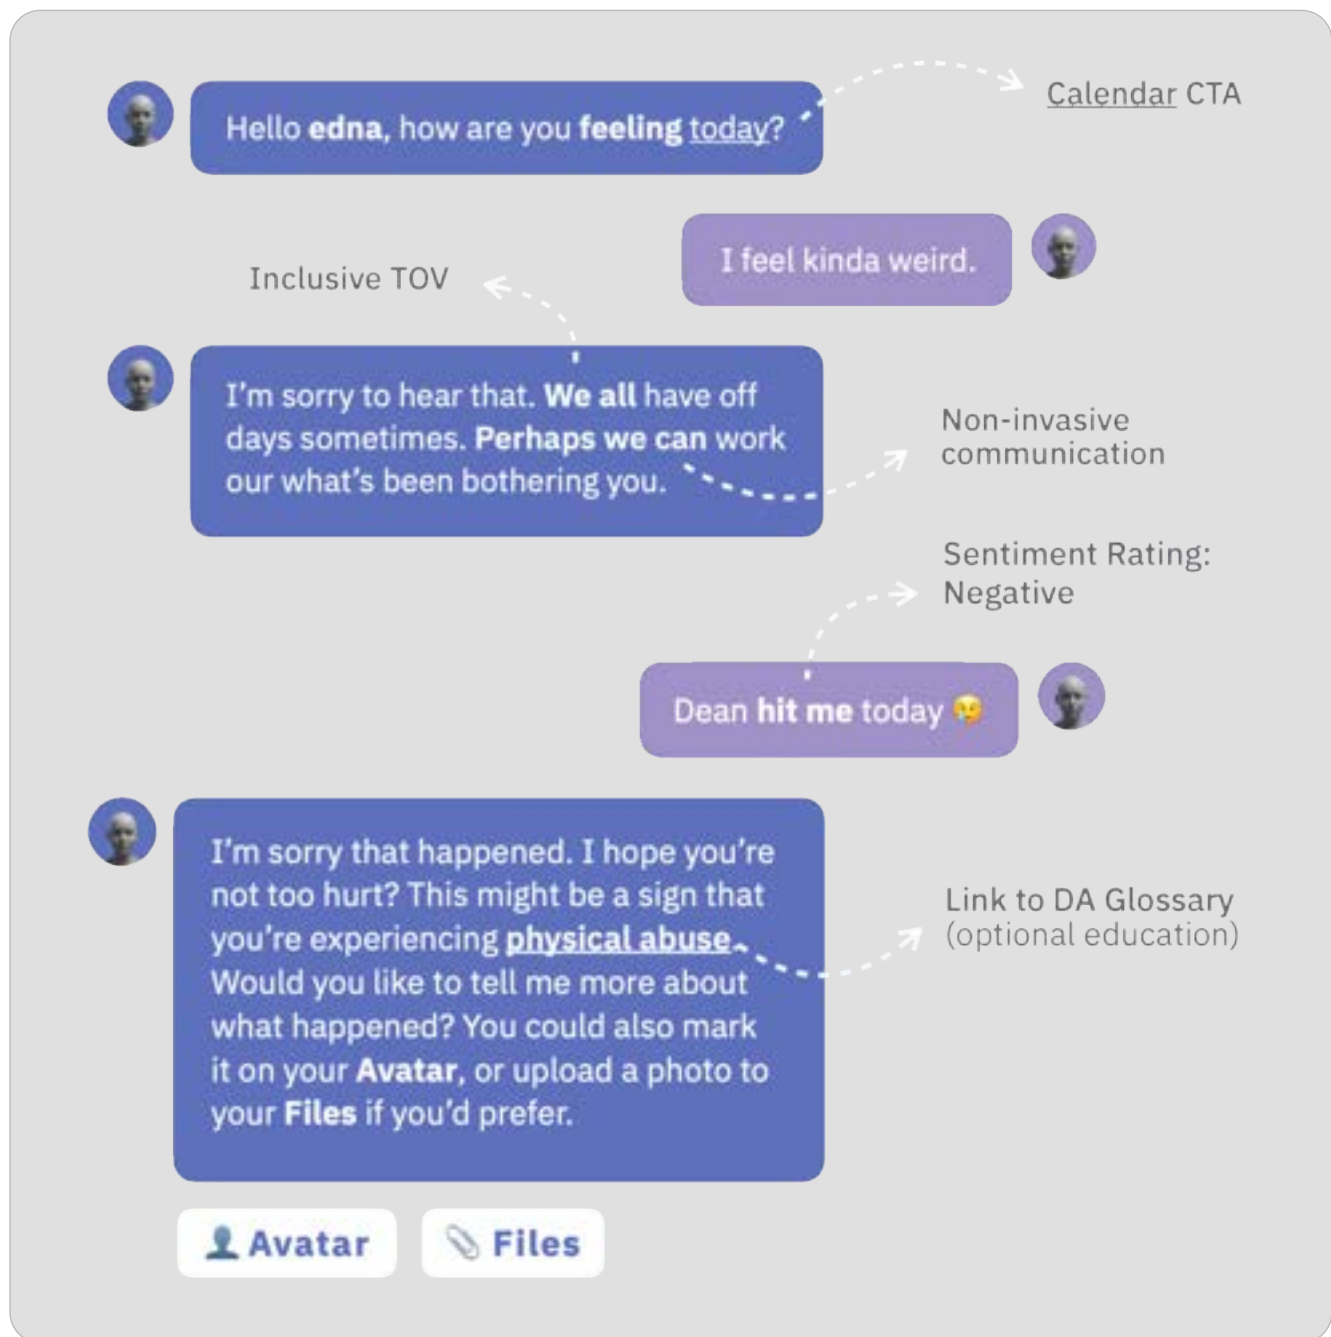 Hello edna, how are you feeling today?
Calendar CTA
I feel kinda weird.
Inclusive TOV
I'm sorry to hear that. We all have off
days sometimes. Perhaps we can work
our what's been bothering you.
Non-invasive
communication
Sentiment Rating:
Negative
Dean hit me today 🥲
I'm sorry that happened. I hope you're
not too hurt? This might be a sign that
you're experiencing physical abuse.
Would you like to tell me more about
what happened? You could also mark
it on your Avatar, or upload a photo to
your Files if you'd prefer.
Link to DA Glossary
(optional education)
Avatar
Files